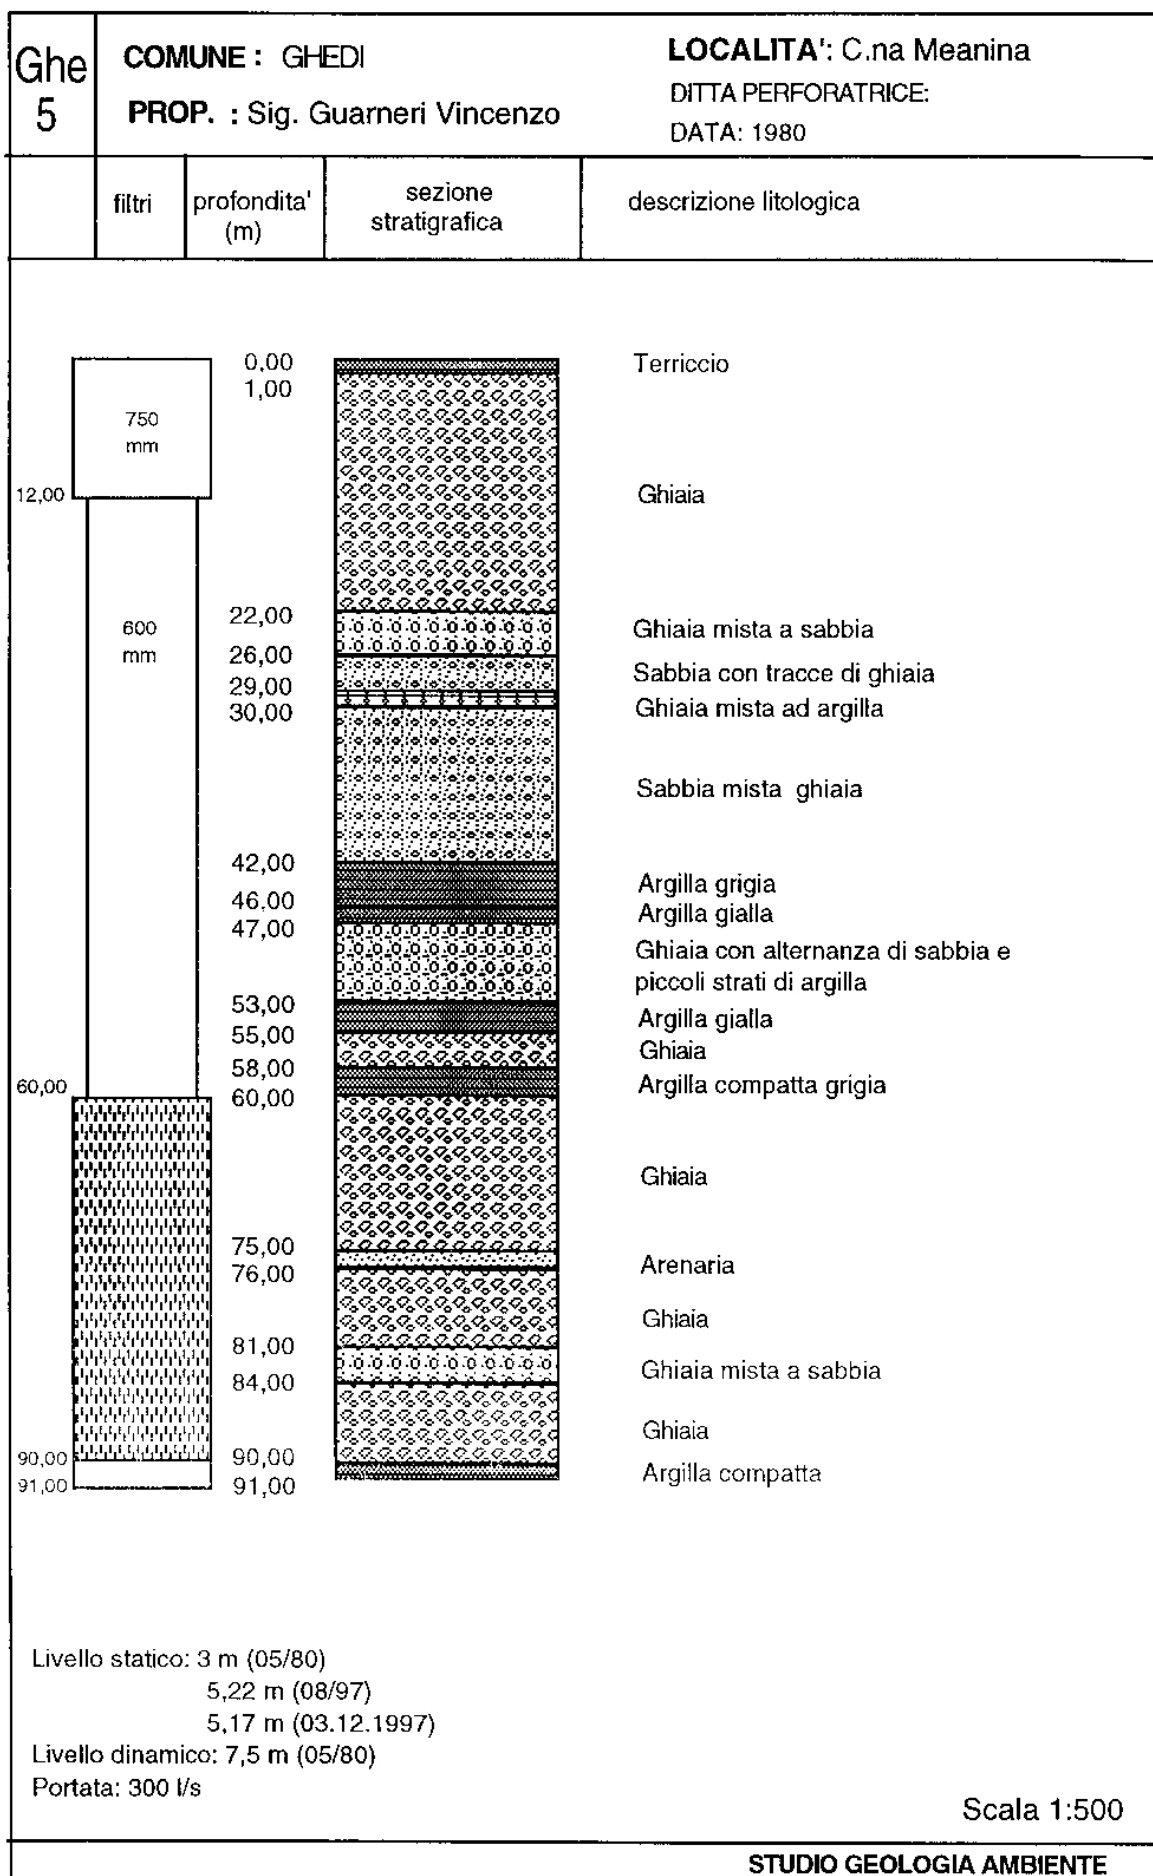 Ghe
5
COMUNE : GHEDI
PROP. : Sig. Guarneri Vincenzo
LOCALITA': C.na Meanina
DITTA PERFORATRICE:
DATA: 1980
filtri
profondita'
(m)
sezione
stratigrafica
descrizione litologica
0,00 Terriccio
1,00
750
mm
12,00 Ghiaia
22,00
600
mm
Ghiaia mista a sabbia
26,00
Sabbia con tracce di ghiaia
29,00
Ghiaia mista ad argilla
30,00
Sabbia mista ghiaia
42,00
Argilla grigia
46,00
Argilla gialla
47,00
Ghiaia con alternanza di sabbia e
piccoli strati di argilla
53,00
Argilla gialla
55,00
Ghiaia
58,00
Argilla compatta grigia
60,00 60,00
Ghiaia
75,00
Arenaria
76,00
Ghiaia
81,00
Ghiaia mista a sabbia
84,00
Ghiaia
90,00 90,00
Argilla compatta
91,00 91,00
Livello statico: 3 m (05/80)
5,22 m (08/97)
5,17 m (03.12.1997)
Livello dinamico: 7,5 m (05/80)
Portata: 300 l/s
Scala 1:500
STUDIO GEOLOGIA AMBIENTE